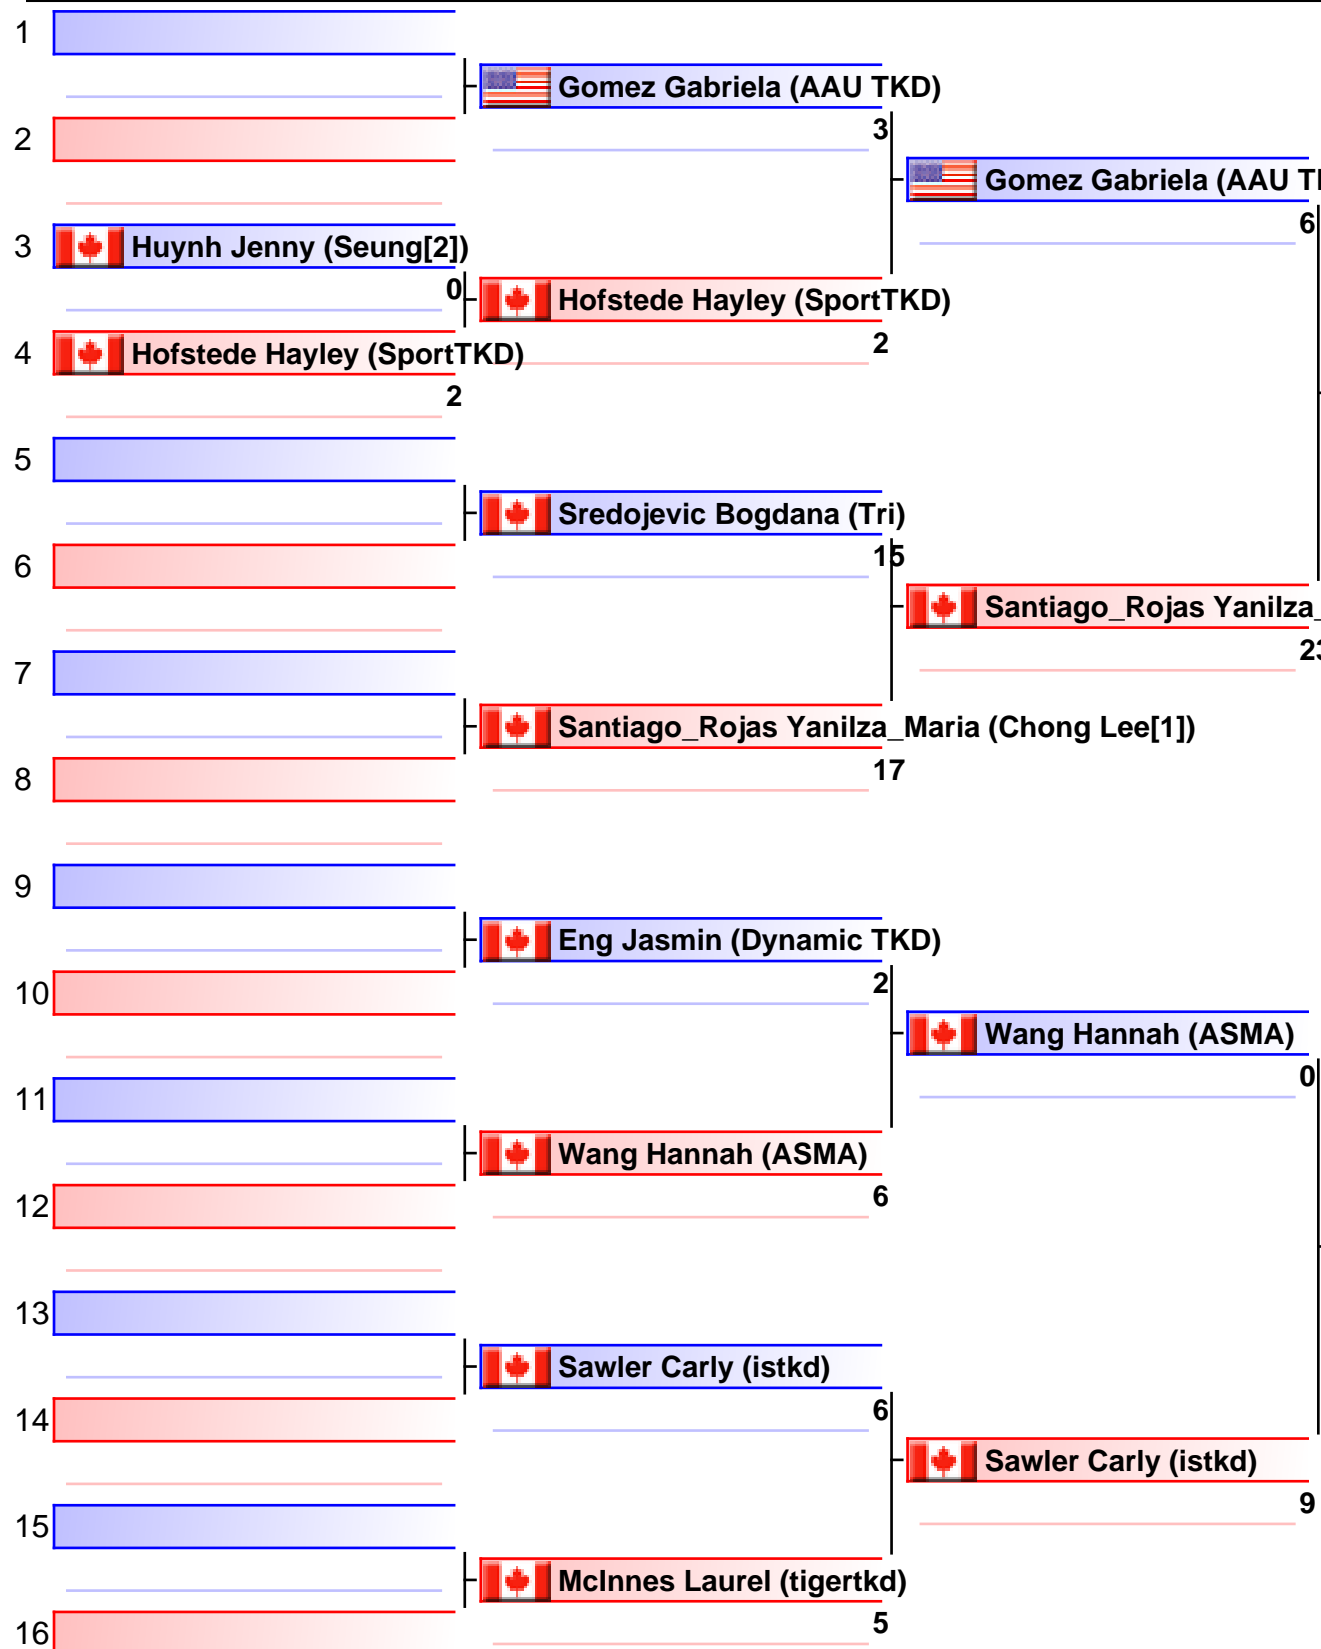 1
Gomez Gabriela (AAU TKD)
2
3
Gomez Gabriela (AAU T
6
3
Huynh Jenny (Seung[2])
0
Hofstede Hayley (SportTKD)
4
Hofstede Hayley (SportTKD)
2
2
5
Sredojevic Bogdana (Tri)
6
15
Santiago_Rojas Yanilza_
23
7
Santiago_Rojas Yanilza_Maria (Chong Lee[1])
8
17
9
Eng Jasmin (Dynamic TKD)
10
2
Wang Hannah (ASMA)
0
11
Wang Hannah (ASMA)
12
6
13
Sawler Carly (istkd)
14
6
Sawler Carly (istkd)
9
15
McInnes Laurel (tigertkd)
16
5